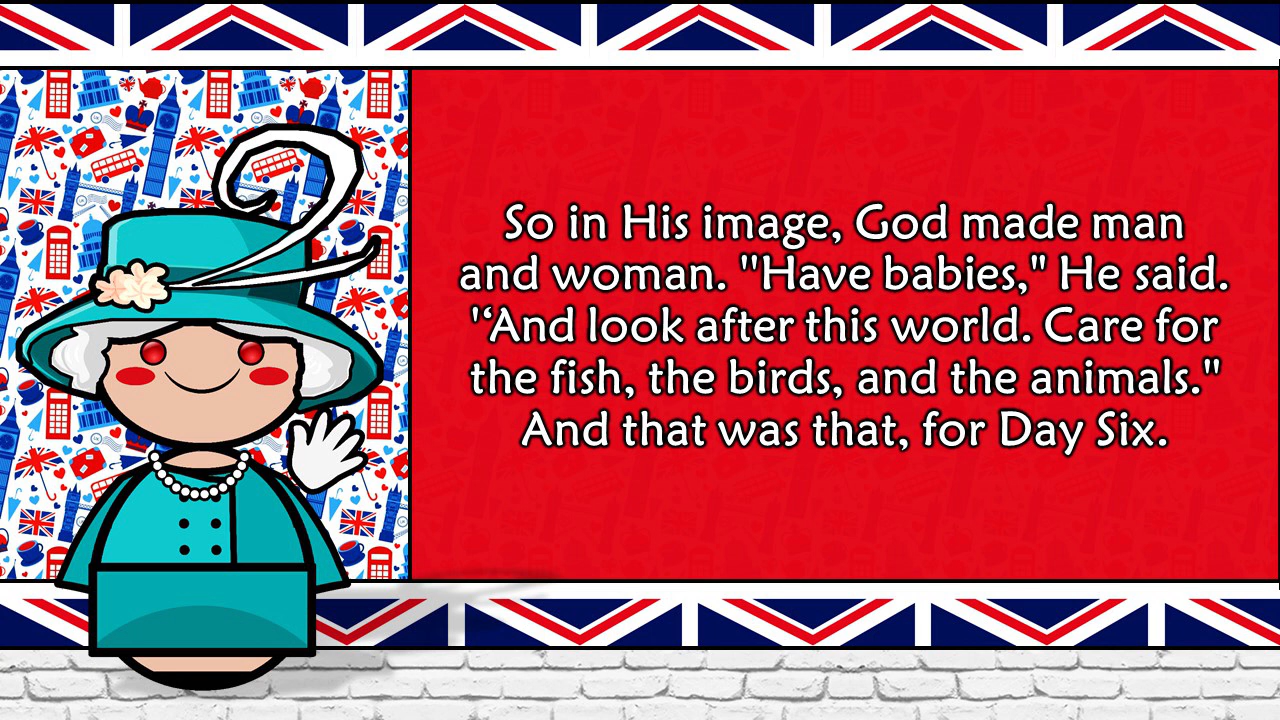 So in His image, God made man
and woman. "Have babies," He said.
'‘And look after this world. Care for
the fish, the birds, and the animals."
And that was that, for Day Six.